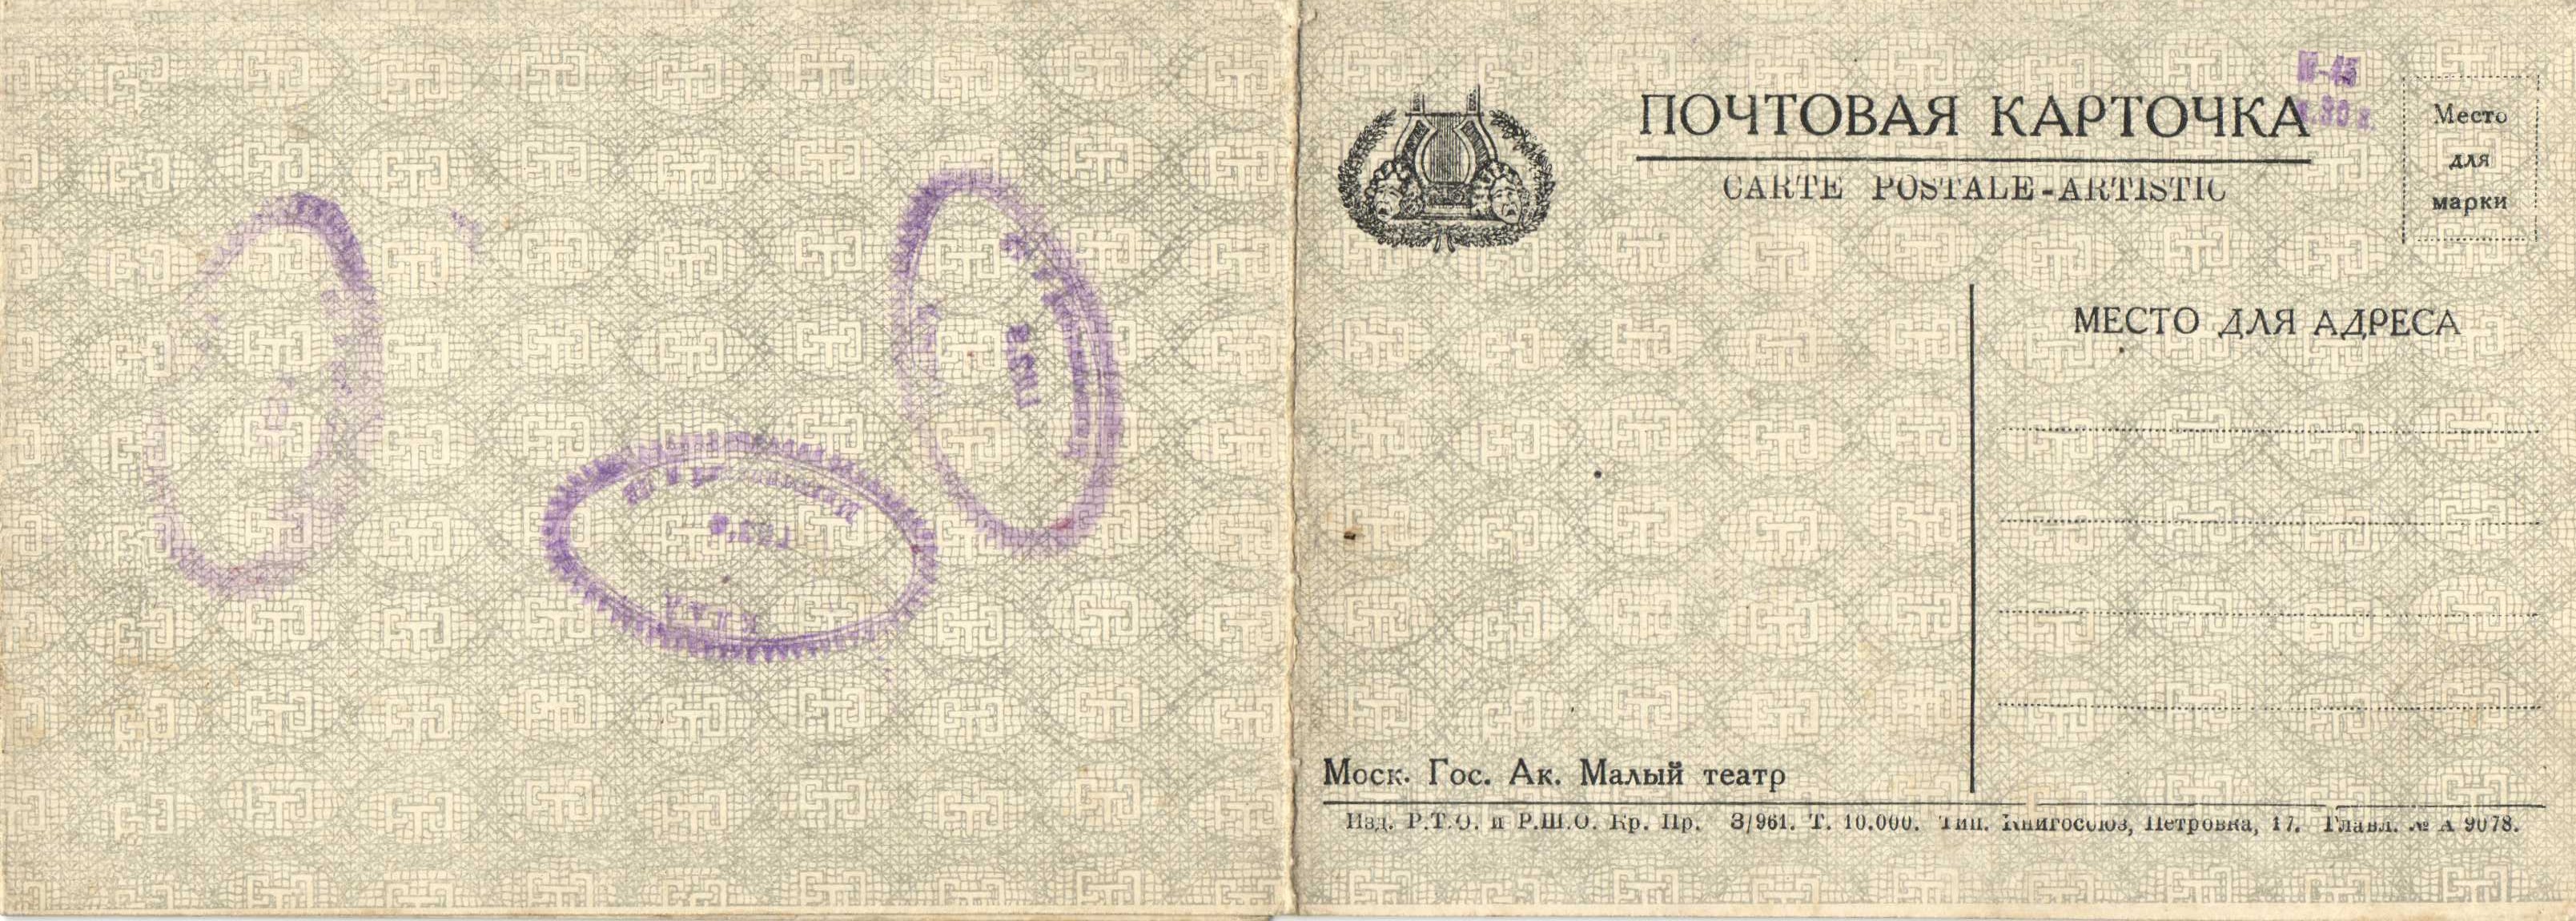 ПОЧТОВАЯ КАРТОЧКА
CARTE POSTALE-ARTISTIC
Место
для
марки
МЕСТО ДЛЯ АДРЕСА
Моск. Гос. Ак. Малый театр
Изд. Р.Т.О. и Р.Ш.О. Кр. Пр. 3/961. Т. 10.000. Тип. Книгосоюз, Петровка, 17. Главл. № А 9078.